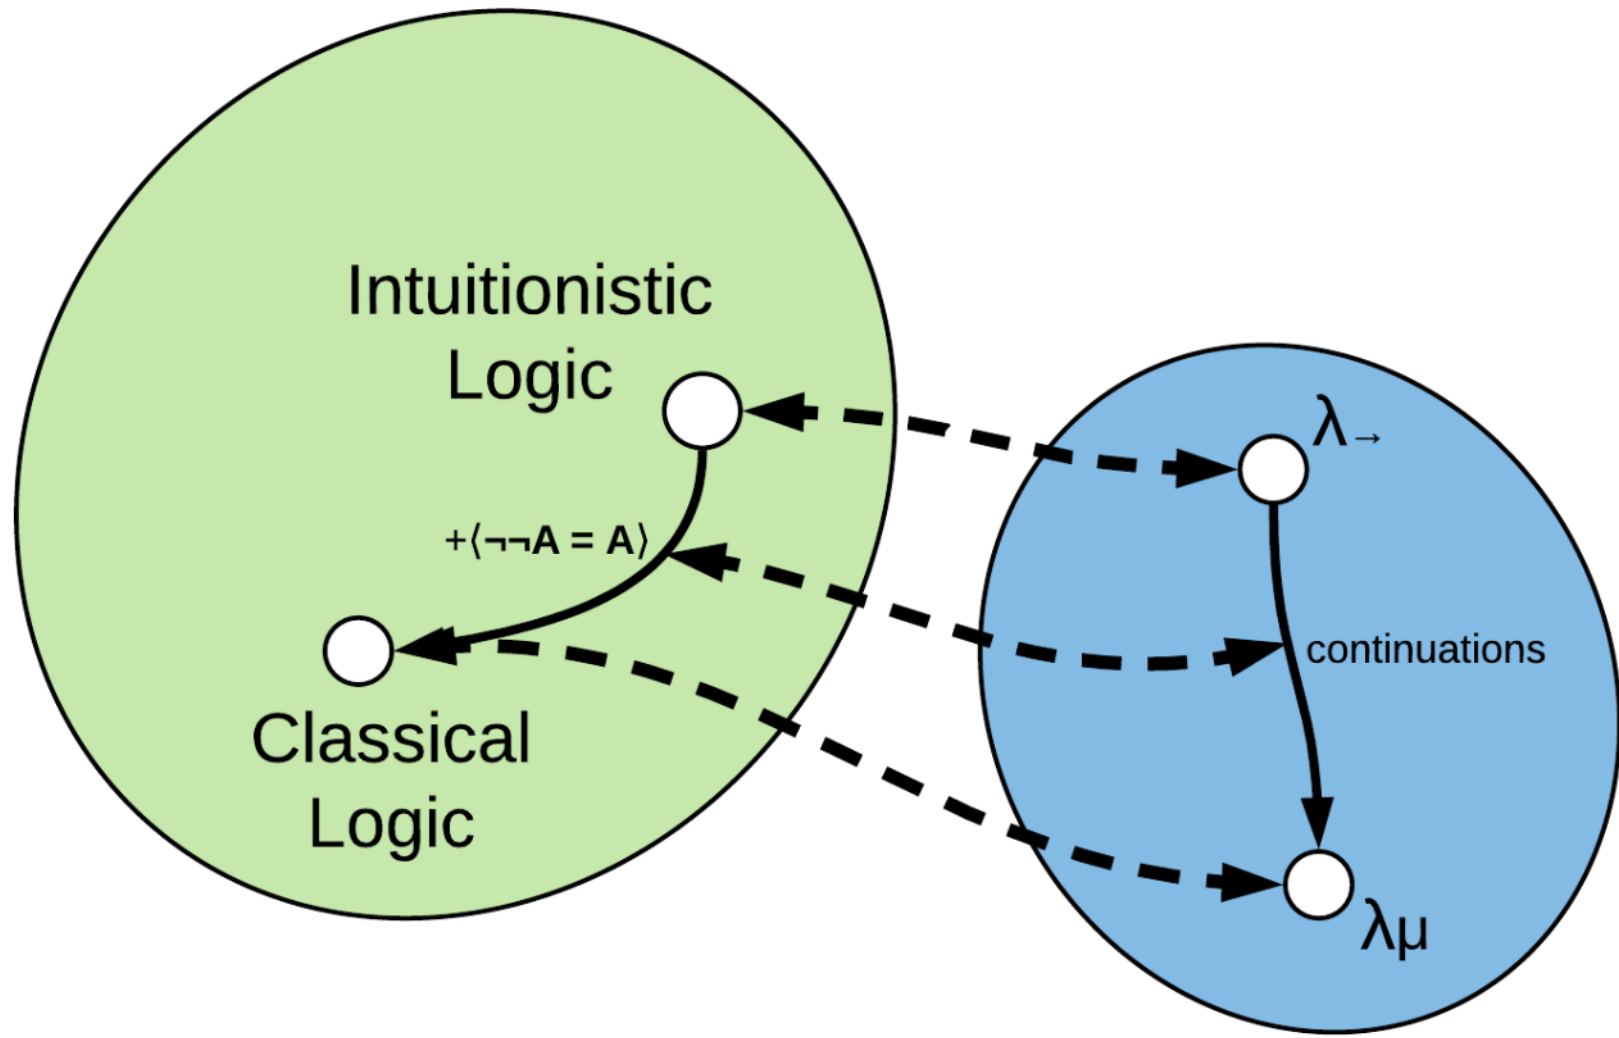 Intuitionistic
Logic
+⟨¬¬A = A⟩
Classical
Logic
λ→
continuations
λμ